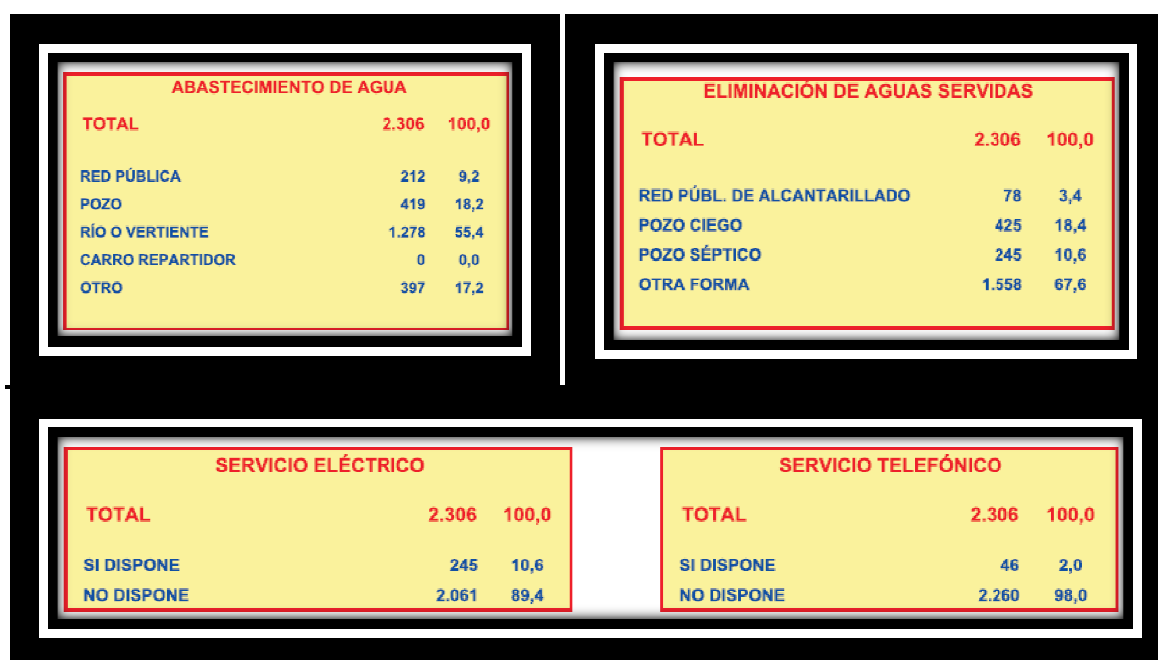 ABASTECIMIENTO DE AGUA
TOTAL 2.306 100,0
RED PÚBLICA 212 9,2
POZO 419 18,2
RÍO O VERTIENTE 1.278 55,4
CARRO REPARTIDOR 0 0,0
OTRO 397 17,2
ELIMINACIÓN DE AGUAS SERVIDAS
TOTAL 2.306 100,0
RED PÚBL. DE ALCANTARILLADO 78 3,4
POZO CIEGO 425 18,4
POZO SÉPTICO 245 10,6
OTRA FORMA 1.558 67,6
SERVICIO ELÉCTRICO
TOTAL 2.306 100,0
SI DISPONE 245 10,6
NO DISPONE 2.061 89,4
SERVICIO TELEFÓNICO
TOTAL 2.306 100,0
SI DISPONE 46 2,0
NO DISPONE 2.260 98,0